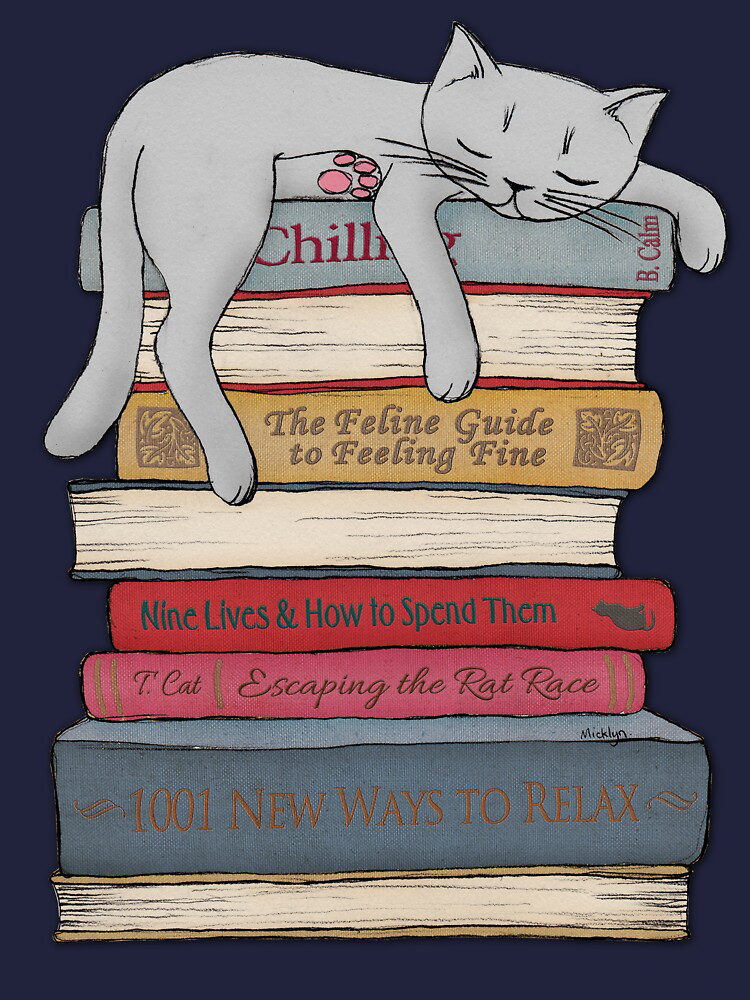 Chilling
B. Calm
The Feline Guide
to Feeling Fine
Nine Lives & How to Spend Them
T. Cat Escaping the Rat Race
Micklyn
1001 NEW WAYS TO RELAX